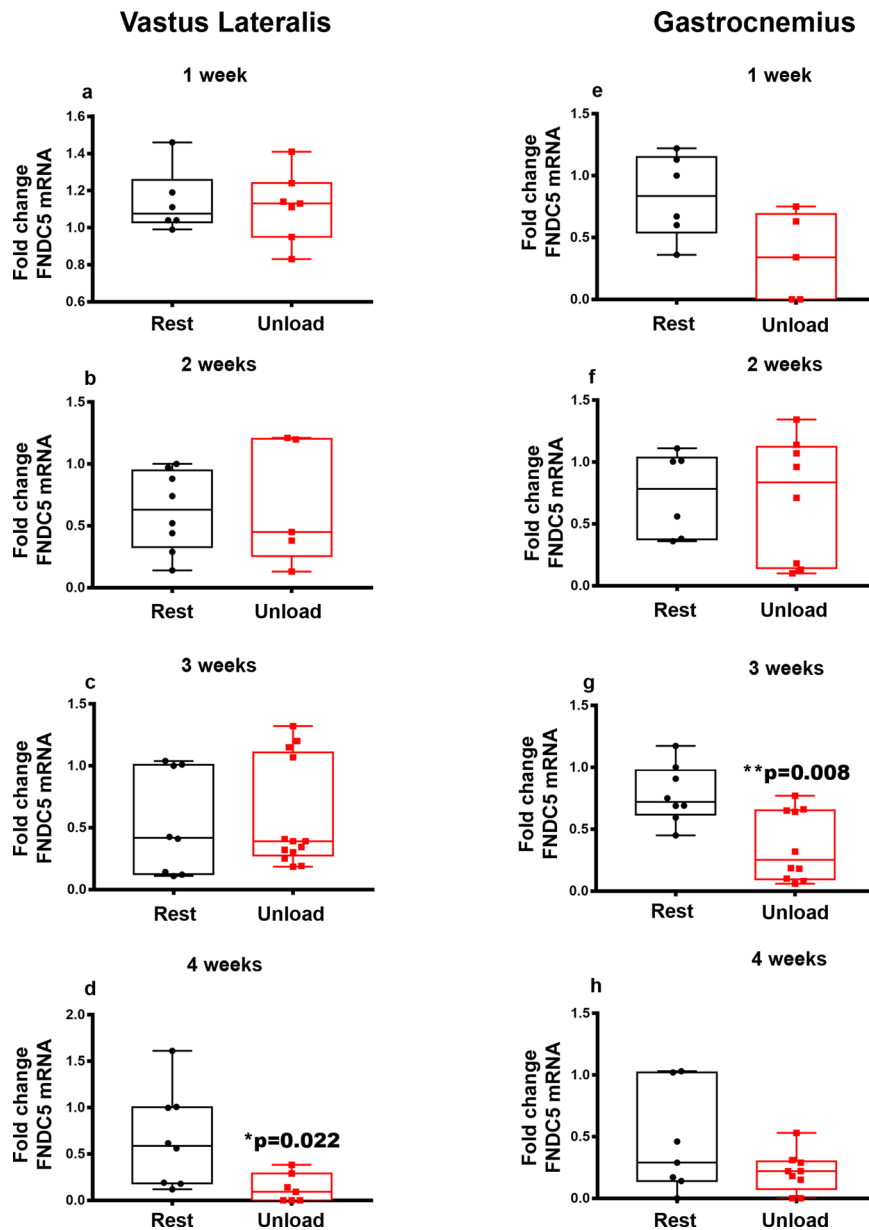 Vastus Lateralis
Gastrocnemius
1 week
a
Fold change
FNDC5 mRNA
1.6
1.4
1.2
1.0
0.8
0.6
Rest
Unload
1 week
e
Fold change
FNDC5 mRNA
1.5
1.0
0.5
0.0
Rest
Unload
2 weeks
b
Fold change
FNDC5 mRNA
1.5
1.0
0.5
0.0
Rest
Unload
2 weeks
f
Fold change
FNDC5 mRNA
1.5
1.0
0.5
0.0
Rest
Unload
3 weeks
c
Fold change
FNDC5 mRNA
1.5
1.0
0.5
0.0
Rest
Unload
3 weeks
g
Fold change
FNDC5 mRNA
1.5
1.0
0.5
0.0
**p=0.008
Rest
Unload
4 weeks
d
Fold change
FNDC5 mRNA
2.0
1.5
1.0
0.5
0.0
*p=0.022
Rest
Unload
4 weeks
h
Fold change
FNDC5 mRNA
1.5
1.0
0.5
0.0
Rest
Unload